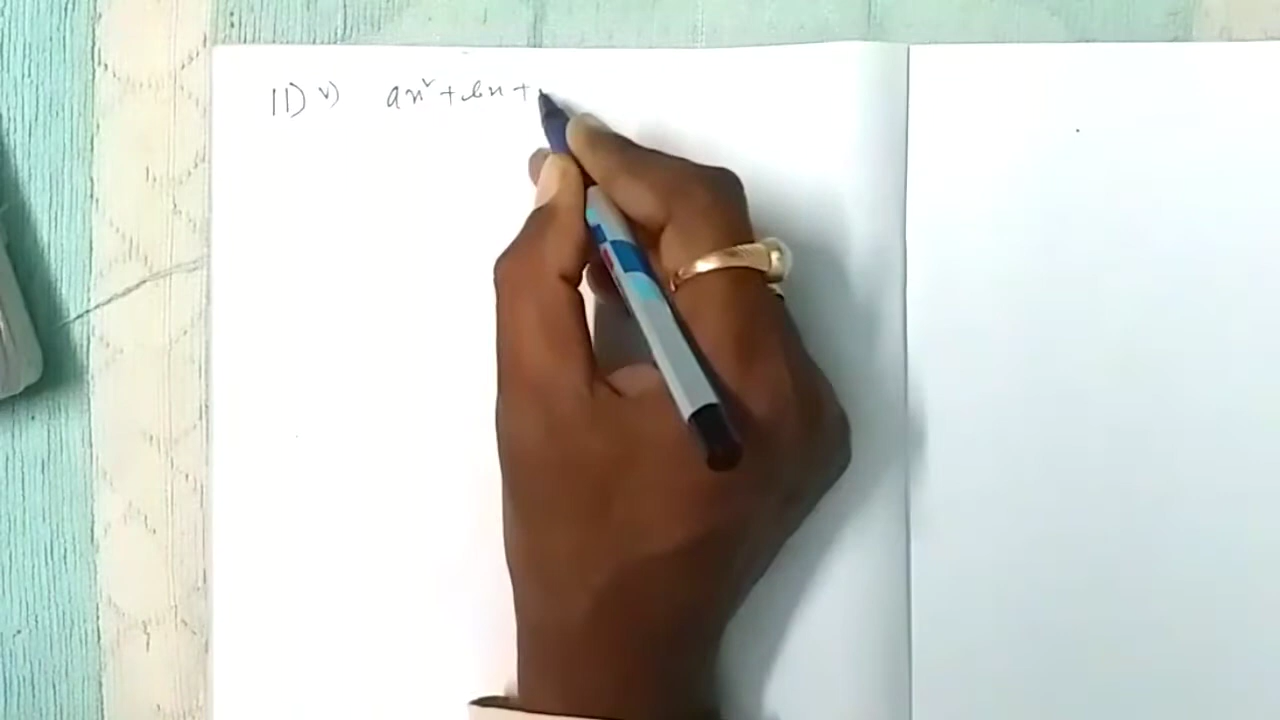 11) v) ax² + bx +